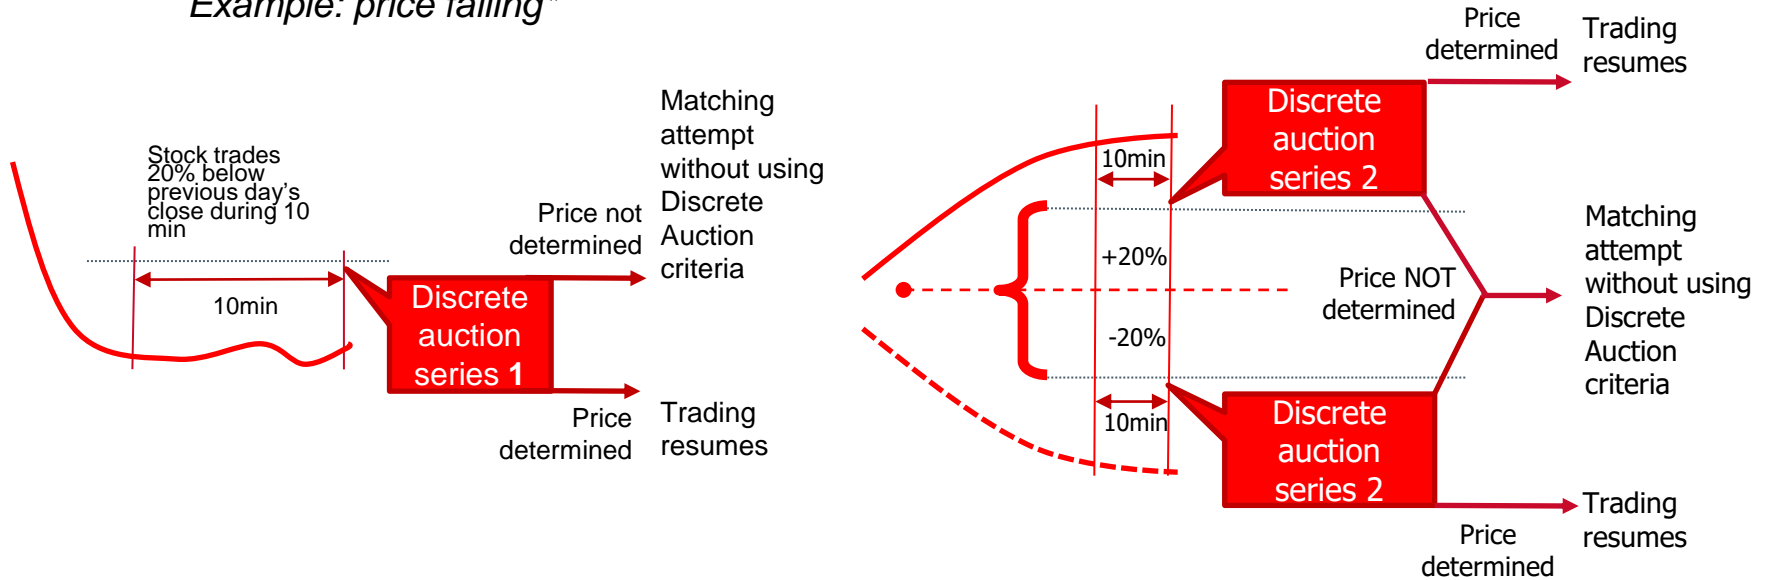 Example: price falling*
Stock trades
20% below
previous day's
close during 10
min
10min
Discrete
auction
series 1
Price not
determined
Matching
attempt
without using
Discrete
Auction
criteria
Price
determined
Trading
resumes
10min
+20%
-20%
10min
Discrete
auction
series 2
Price
determined
Trading
resumes
Price NOT
determined
Matching
attempt
without using
Discrete
Auction
criteria
Discrete
auction
series 2
Price
determined
Trading
resumes